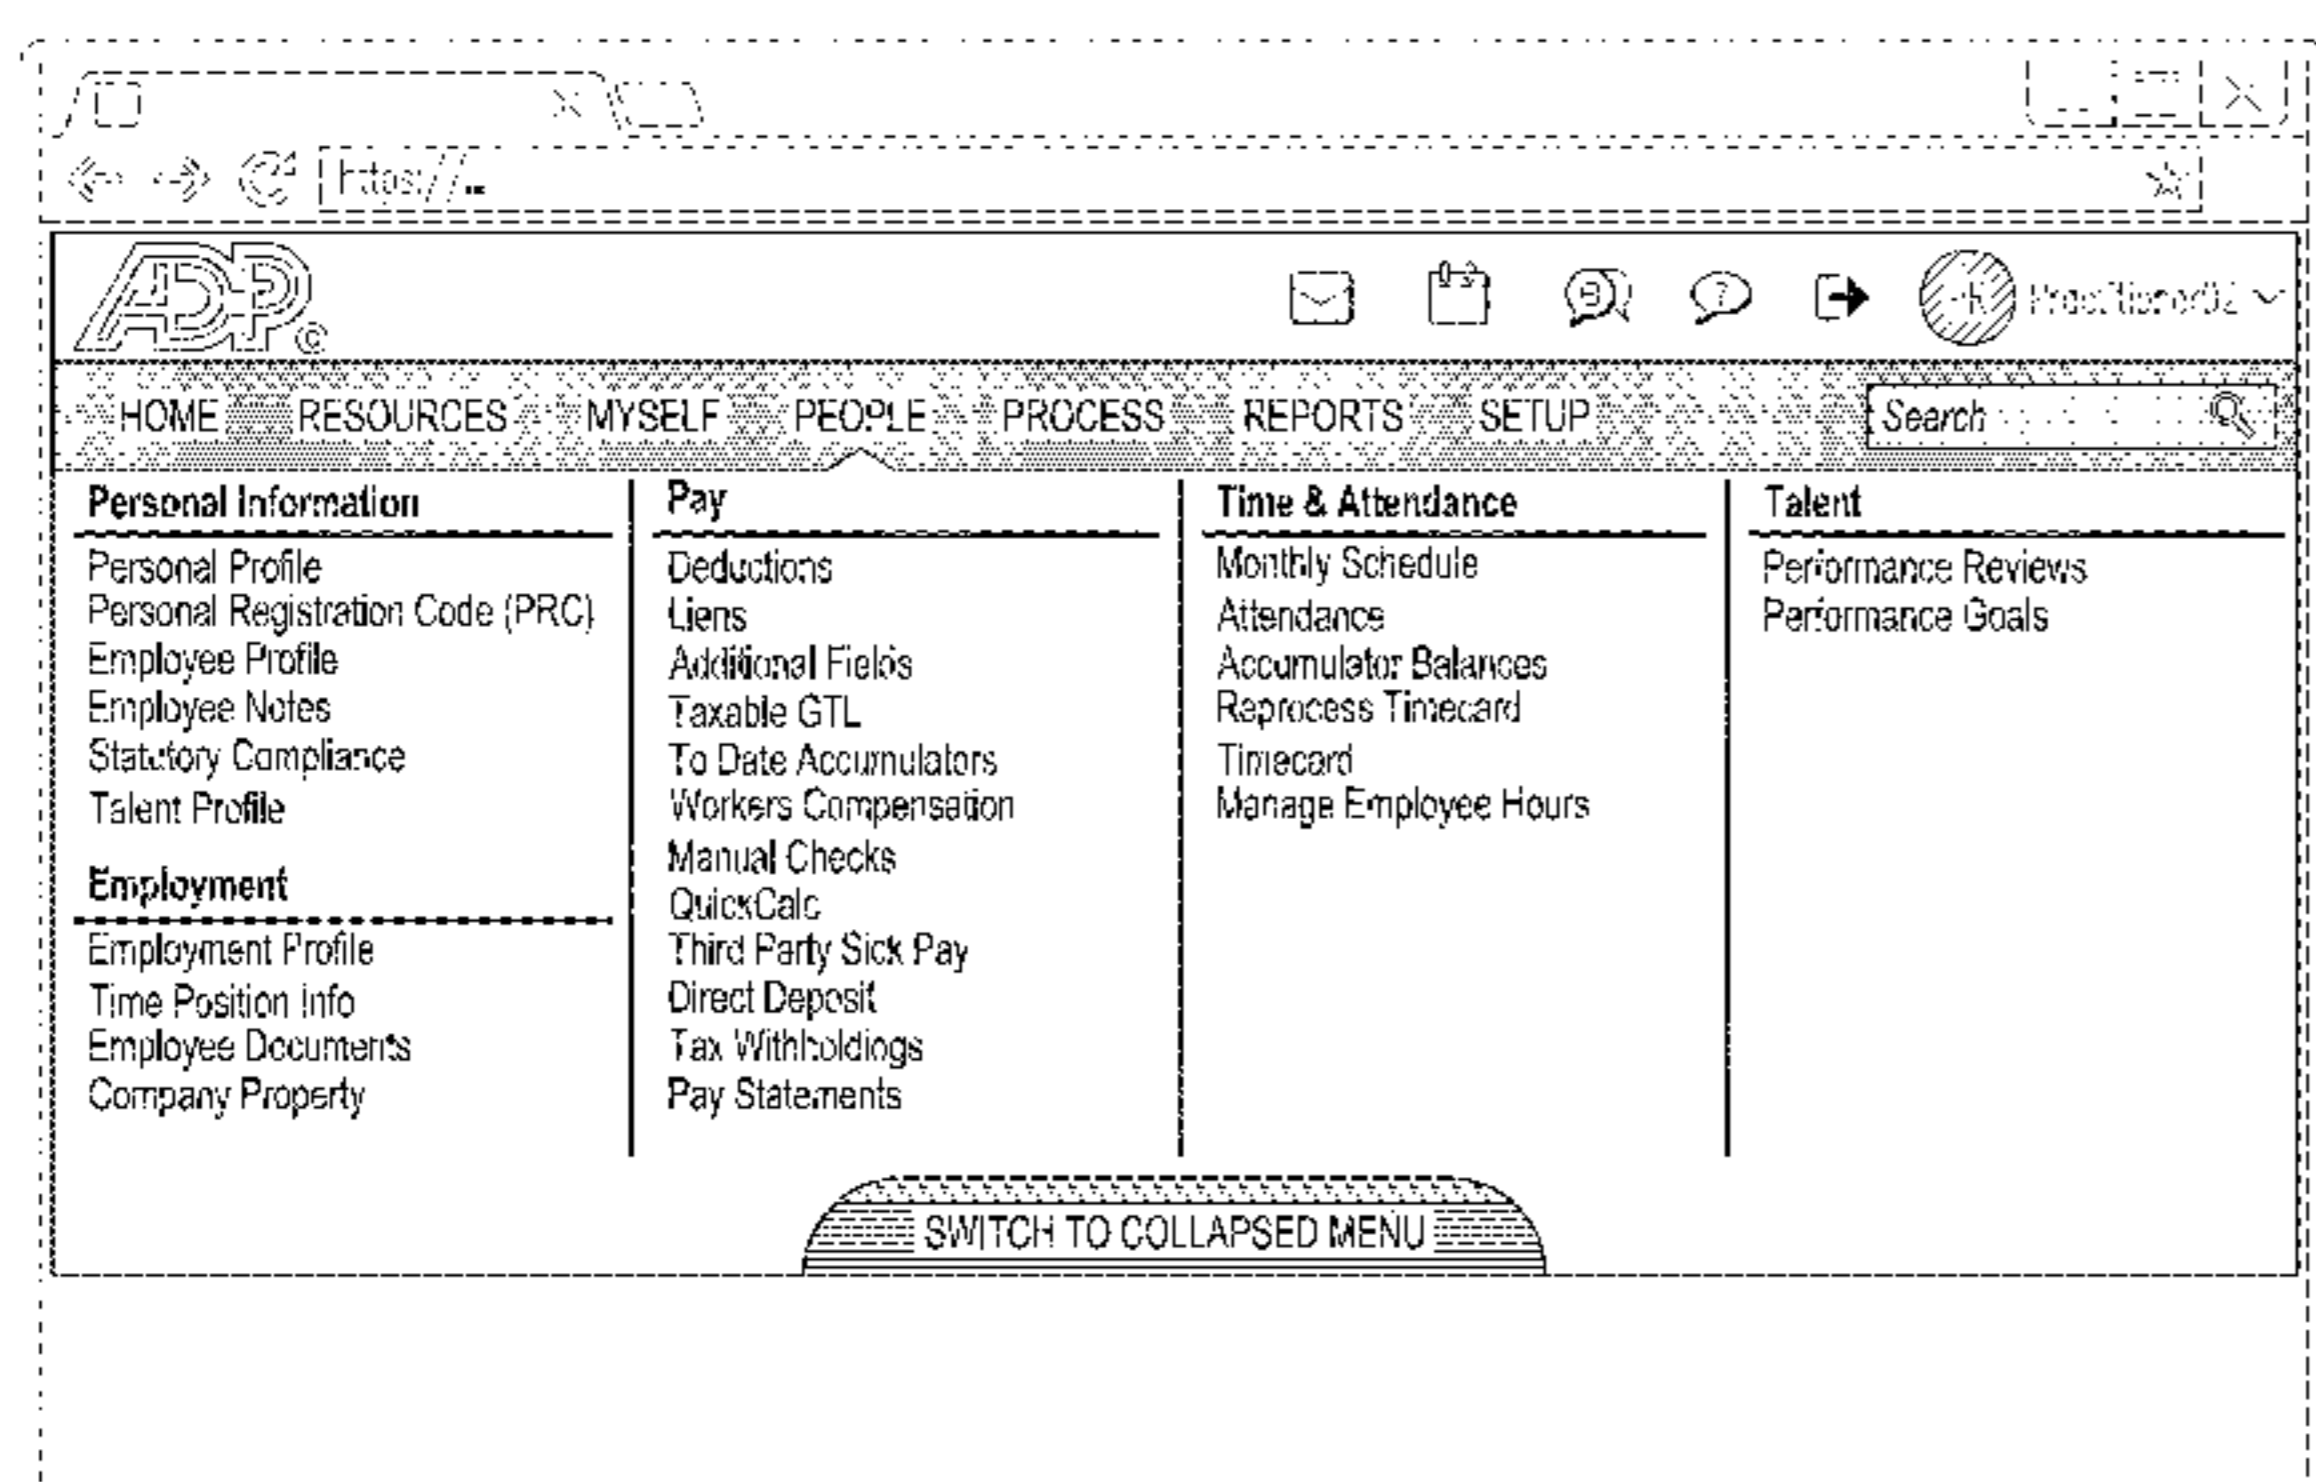 https://...
ADP
HOME RESOURCES MYSELF PEOPLE PROCESS REPORTS SETUP Search
Personal Information
Personal Profile
Personal Registration Code (PRC)
Employee Profile
Employee Notes
Statutory Compliance
Talent Profile
Employment
Employment Profile
Time Position Info
Employee Documents
Company Property
Pay
Deductions
Liens
Additional Fields
Taxable GTL
To Date Accumulators
Workers Compensation
Manual Checks
QuickCalc
Third Party Sick Pay
Direct Deposit
Tax Withholdings
Pay Statements
Time & Attendance
Monthly Schedule
Attendance
Accumulator Balances
Reprocess Timecard
Timecard
Manage Employee Hours
Talent
Performance Reviews
Performance Goals
SWITCH TO COLLAPSED MENU